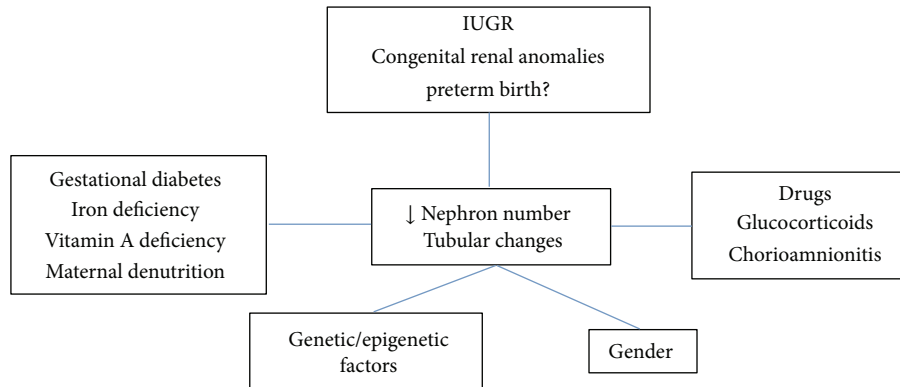 IUGR
Congenital renal anomalies
preterm birth?
Gestational diabetes
Iron deficiency
Vitamin A deficiency
Maternal denutrition
↓ Nephron number
Tubular changes
Drugs
Glucocorticoids
Chorioamnionitis
Genetic/epigenetic
factors
Gender